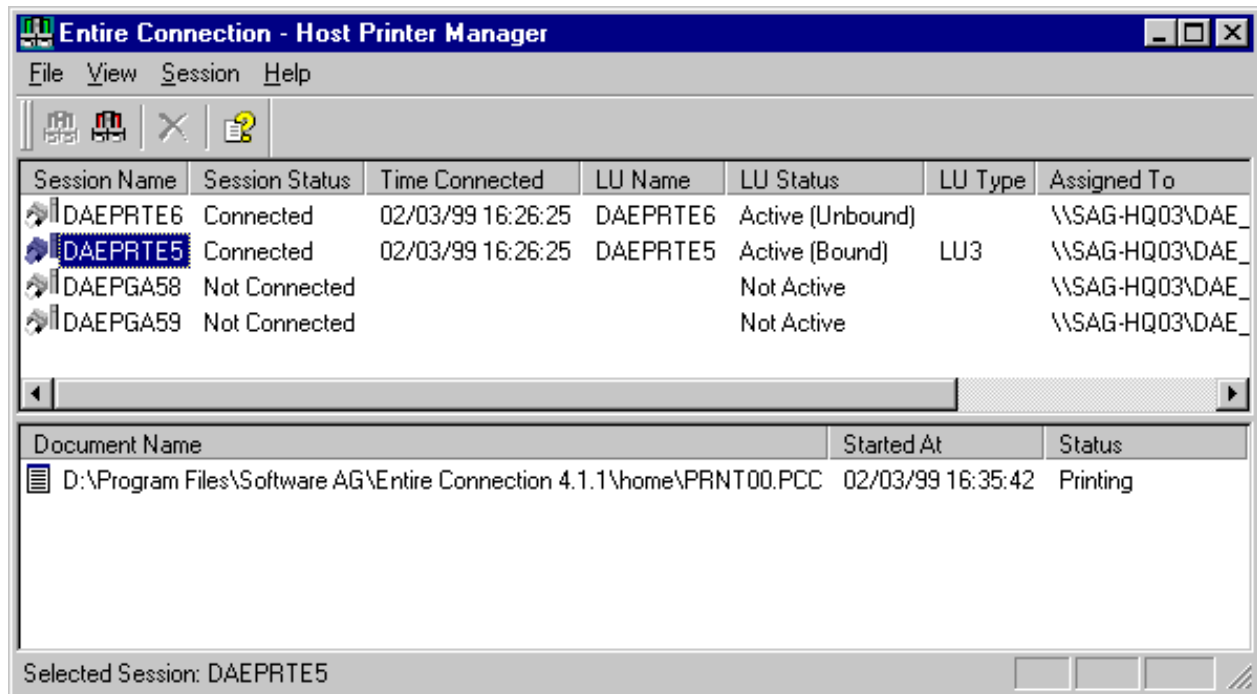 Entire Connection - Host Printer Manager
File View Session Help
Session Name Session Status Time Connected LU Name LU Status LU Type Assigned To
DAEPRTE6 Connected 02/03/99 16:26:25 DAEPRTE6 Active (Unbound) \\SAG-HQ03\DAE_
DAEPRTE5 Connected 02/03/99 16:26:25 DAEPRTE5 Active (Bound) LU3 \\SAG-HQ03\DAE_
DAEPGA58 Not Connected Not Active \\SAG-HQ03\DAE_
DAEPGA59 Not Connected Not Active \\SAG-HQ03\DAE_
Document Name Started At Status
D:\Program Files\Software AG\Entire Connection 4.1.1\home\PRNT00.PCC 02/03/99 16:35:42 Printing
Selected Session: DAEPRTE5